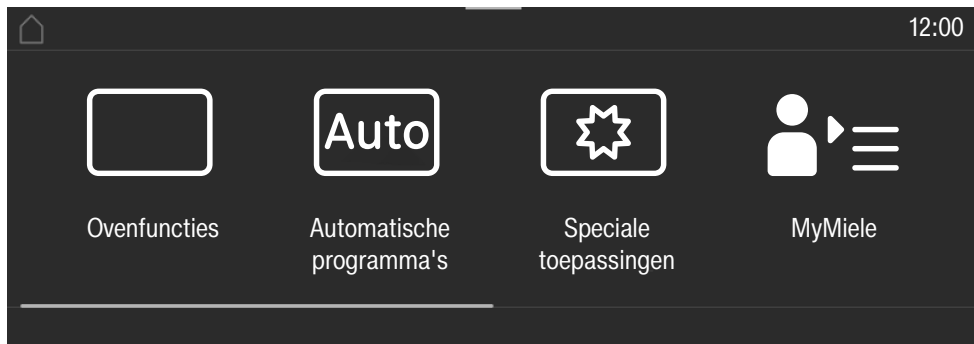 12:00
Auto
Ovenfuncties
Automatische
programma's
Speciale
toepassingen
MyMiele